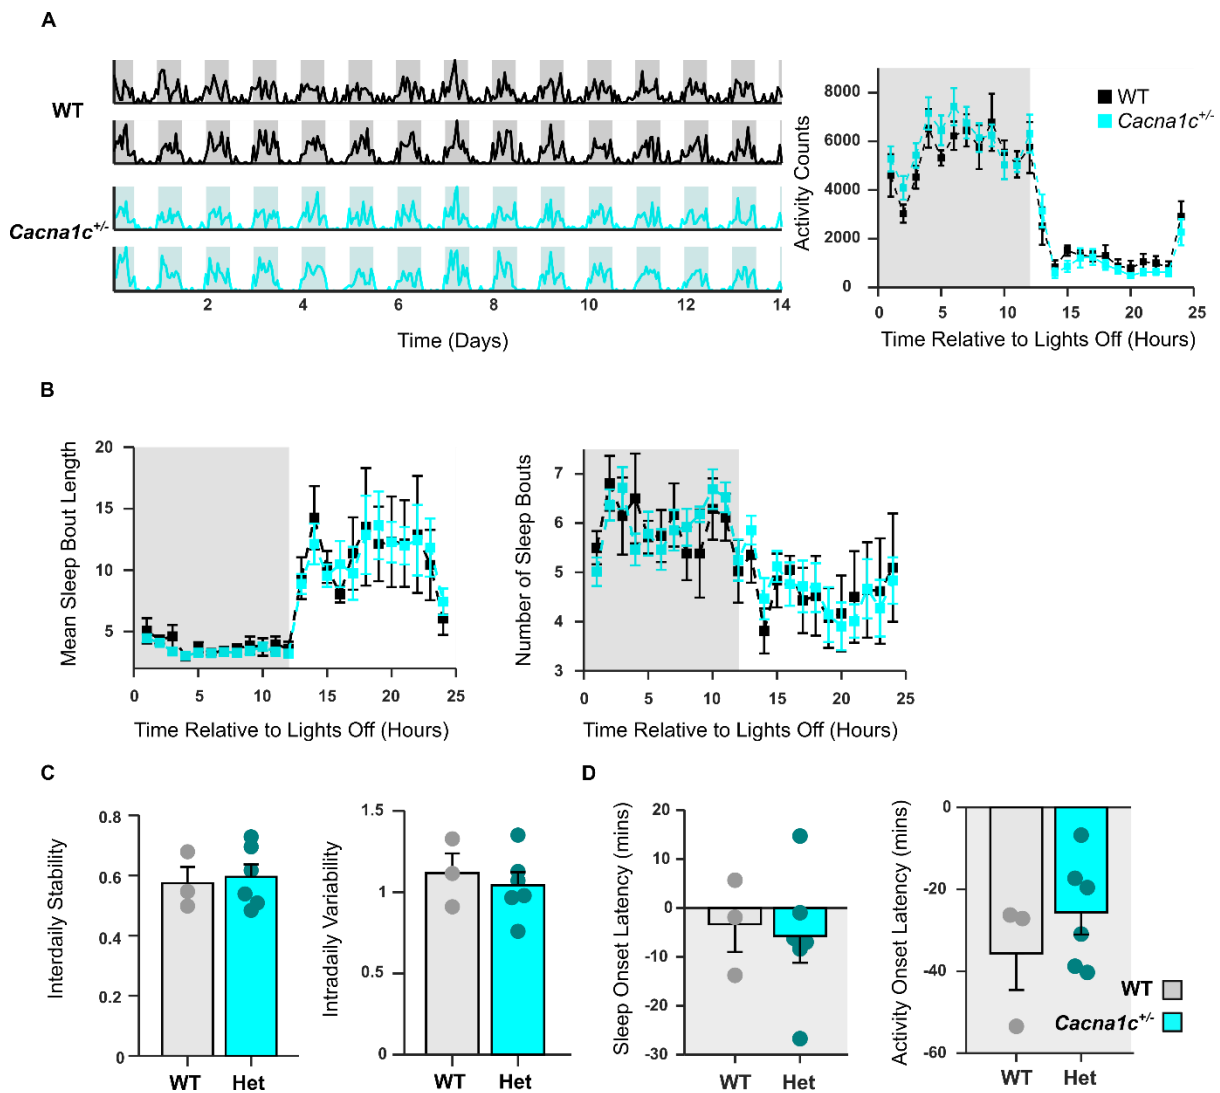 A
WT
Cacna1c+/-
2 4 6 8 10 12 14
Time (Days)
Activity Counts
8000
6000
4000
2000
0
0 5 10 15 20 25
Time Relative to Lights Off (Hours)
WT
Cacna1c+/-
B
Mean Sleep Bout Length
20
15
10
5
0 5 10 15 20 25
Time Relative to Lights Off (Hours)
Number of Sleep Bouts
7
6
5
4
3
0 5 10 15 20 25
Time Relative to Lights Off (Hours)
C
Interdaily Stability
0.8
0.6
0.4
0.2
0
WT Het
Intradaily Variability
1.5
1
0.5
0
WT Het
D
Sleep Onset Latency (mins)
20
10
0
-10
-20
-30
WT Het
Activity Onset Latency (mins)
0
-20
-40
-60
WT Het
WT
Cacna1c+/-